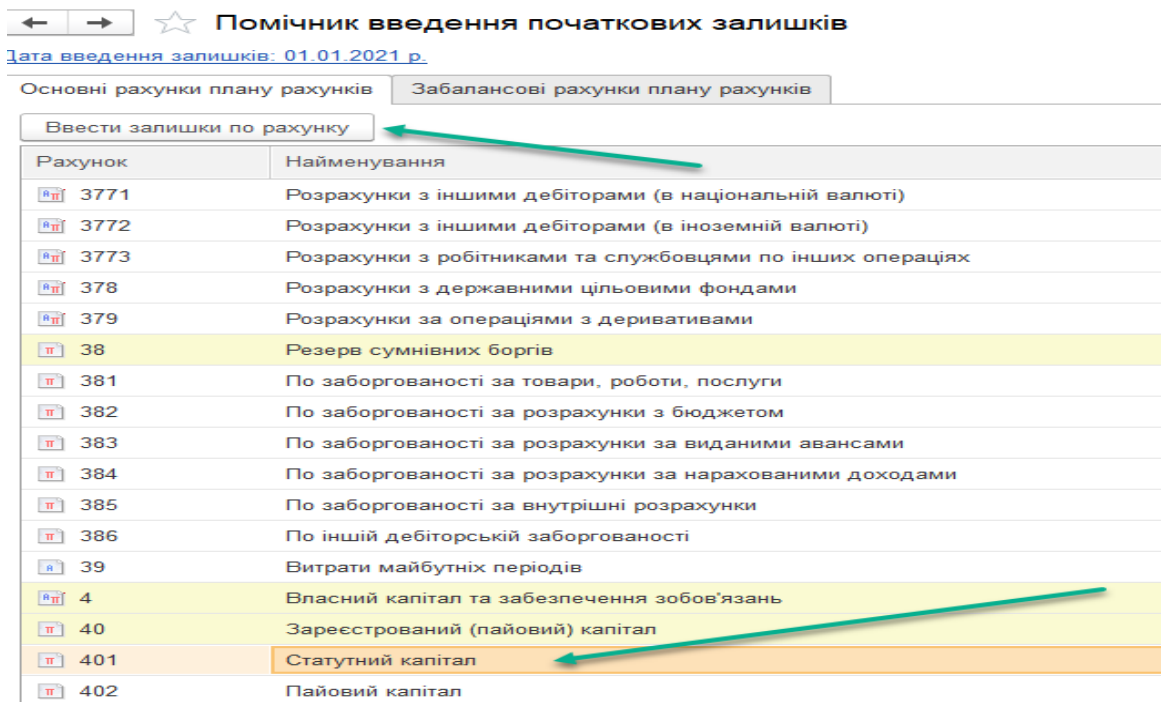 Помічник введення початкових залишків
Дата введення залишків: 01.01.2021 р.
Основні рахунки плану рахунків Забалансові рахунки плану рахунків
Ввести залишки по рахунку
Рахунок Найменування
3771 Розрахунки з іншими дебіторами (в національній валюті)
3772 Розрахунки з іншими дебіторами (в іноземній валюті)
3773 Розрахунки з робітниками та службовцями по інших операціях
378 Розрахунки з державними цільовими фондами
379 Розрахунки за операціями з деривативами
38 Резерв сумнівних боргів
381 По заборгованості за товари, роботи, послуги
382 По заборгованості за розрахунки з бюджетом
383 По заборгованості за розрахунки за виданими авансами
384 По заборгованості за розрахунки за нарахованими доходами
385 По заборгованості за внутрішні розрахунки
386 По іншій дебіторській заборгованості
39 Витрати майбутніх періодів
4 Власний капітал та забезпечення зобов'язань
40 Зареєстрований (пайовий) капітал
401 Статутний капітал
402 Пайовий капітал